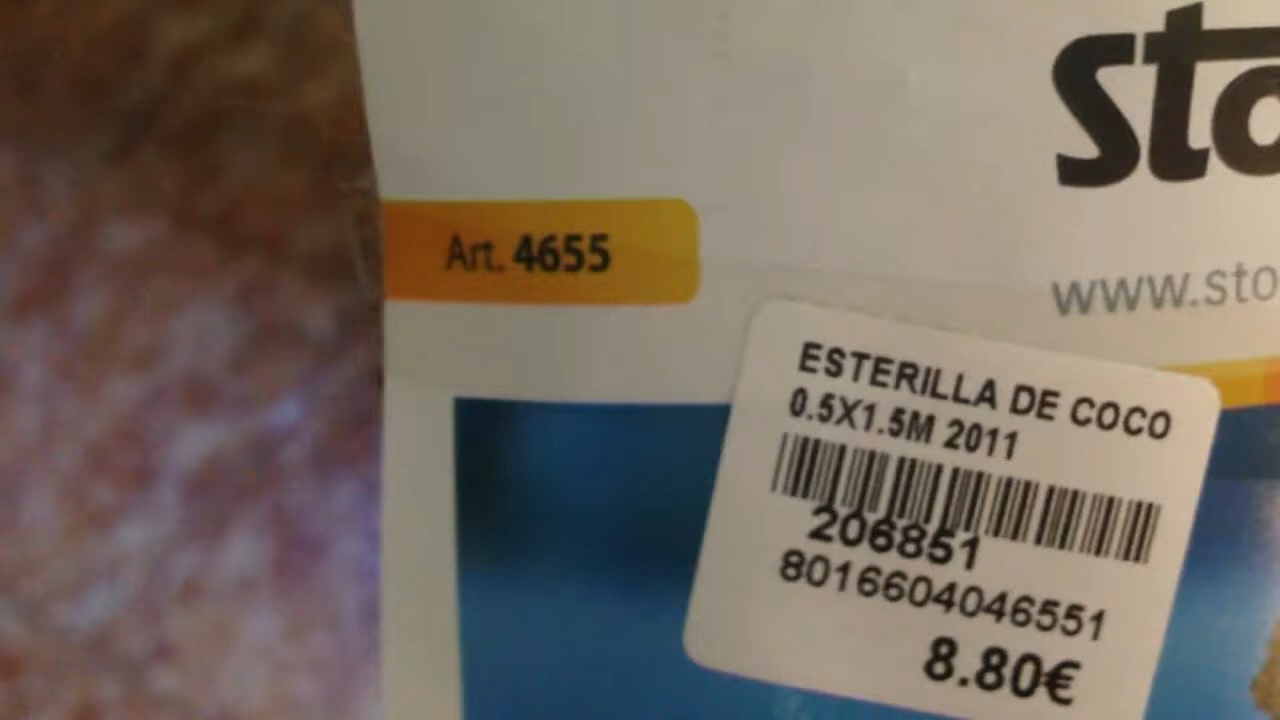 sto
Art. 4655
www.sto
ESTERILLA DE COCO
0.5X1.5M 2011
206851
8016604046551
8.80€